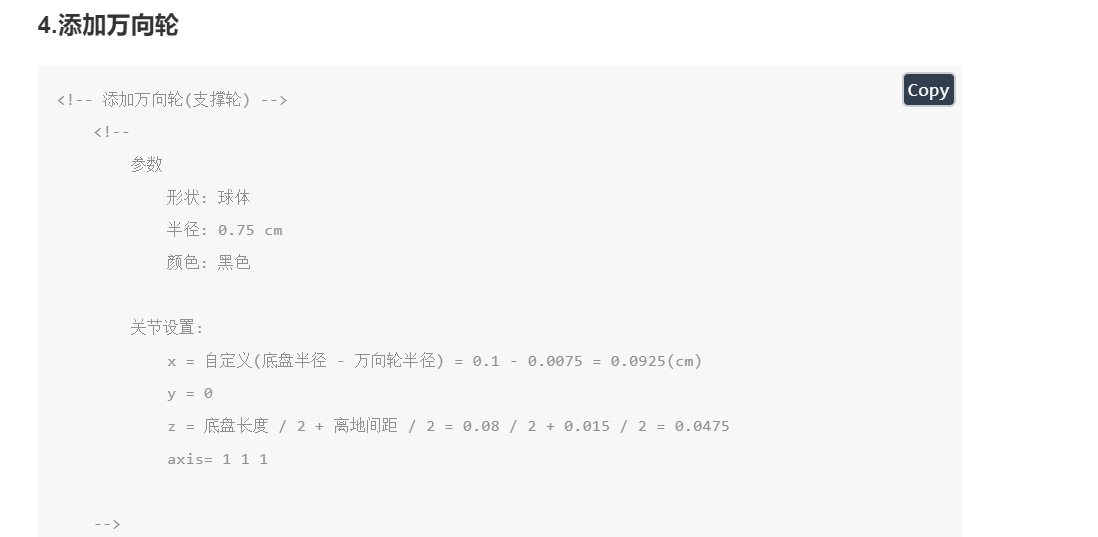 4.添加万向轮
Copy
<!-- 添加万向轮(支撑轮) -->
<!--
参数
形状: 球体
半径: 0.75 cm
颜色: 黑色
关节设置:
x = 自定义(底盘半径 - 万向轮半径) = 0.1 - 0.0075 = 0.0925(cm)
y = 0
z = 底盘长度 / 2 + 离地间距 / 2 = 0.08 / 2 + 0.015 / 2 = 0.0475
axis= 1 1 1
-->